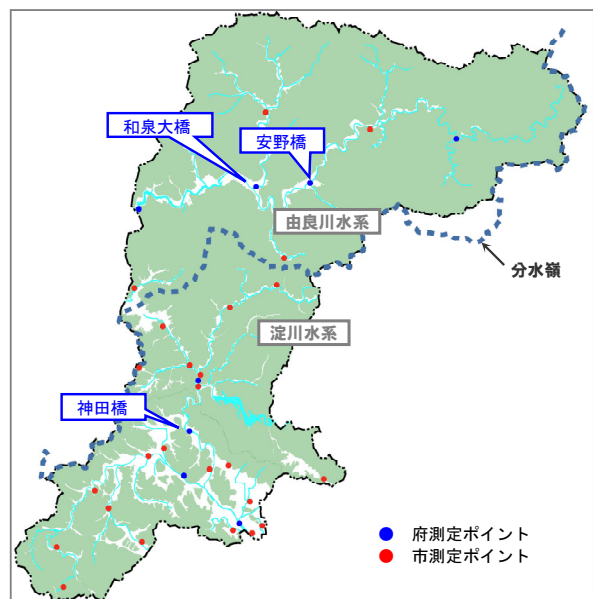 和泉大橋
安野橋
由良川水系
分水嶺
淀川水系
神田橋
府測定ポイント
市測定ポイント